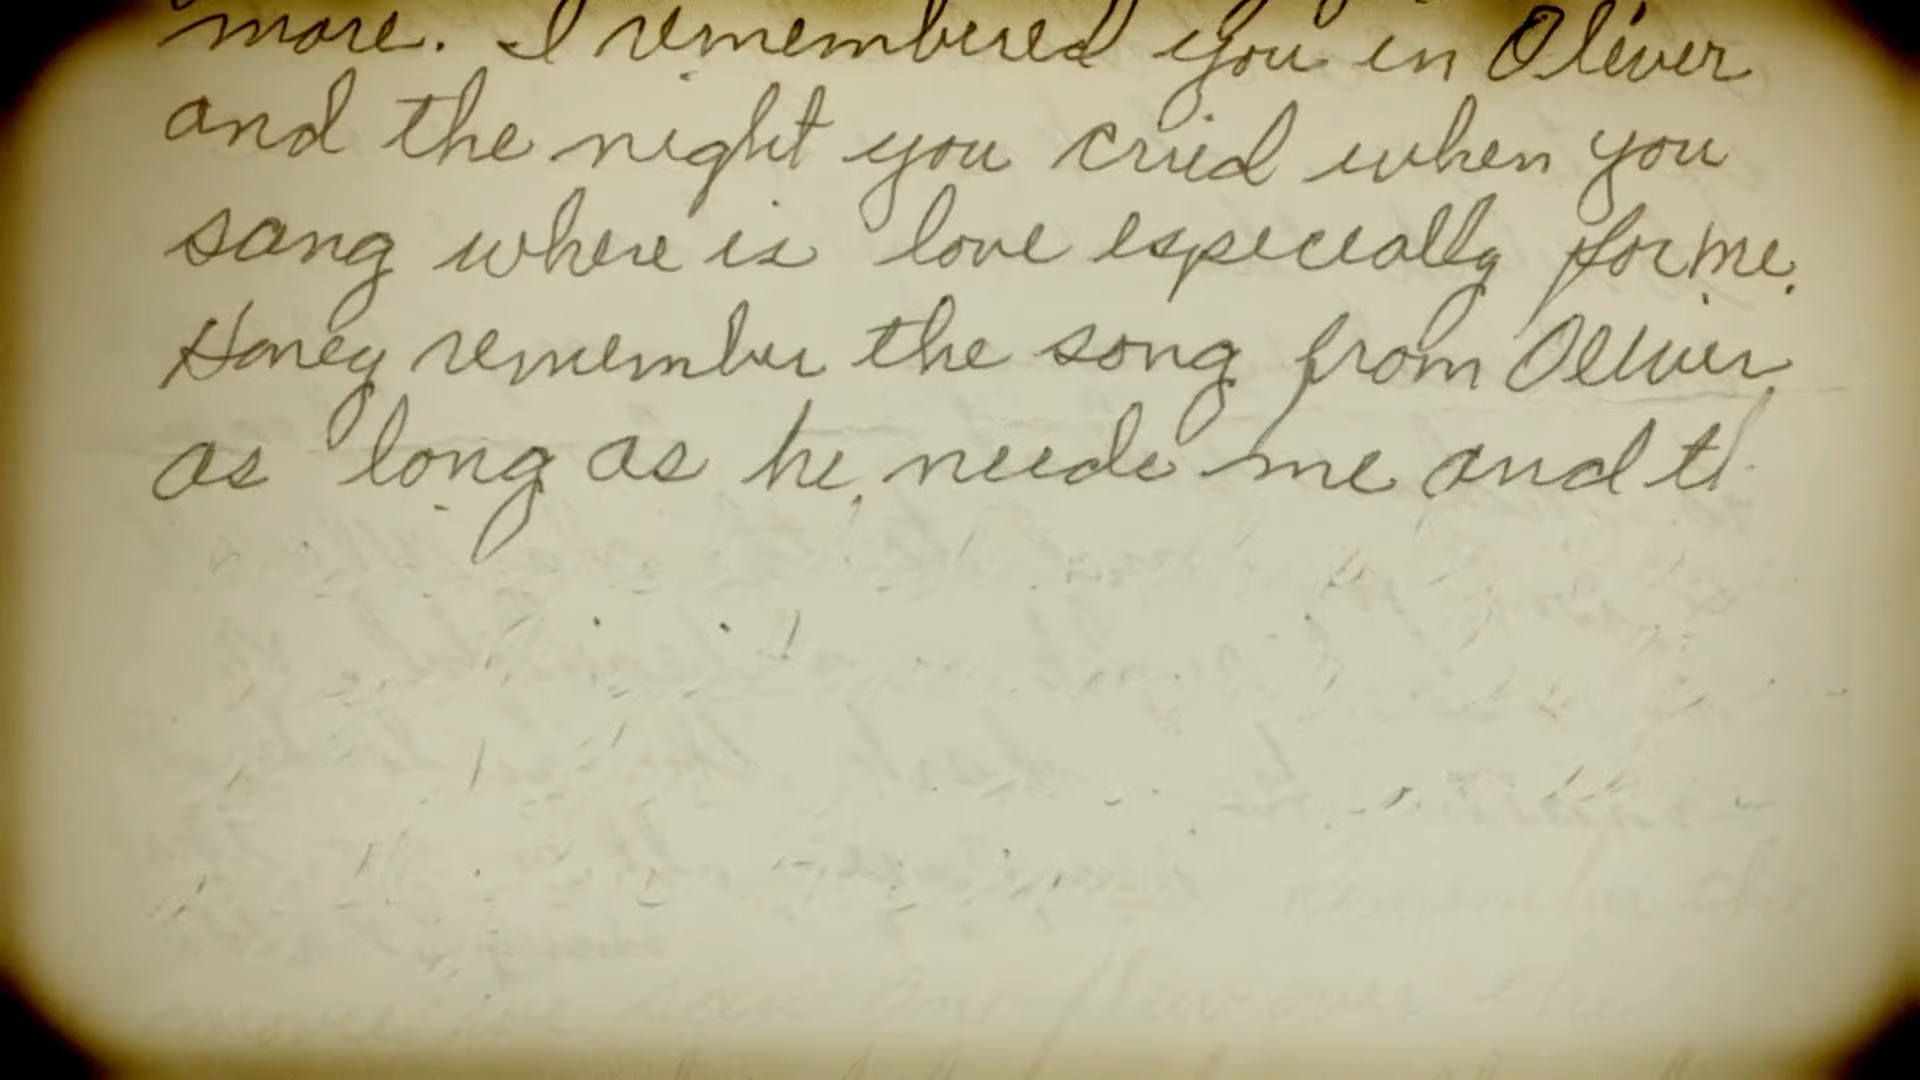 more. I remembered you in Oliver
and the night you cried when you
sang where is love especially for me.
Honey remember the song from Oliver
as long as he needs me and